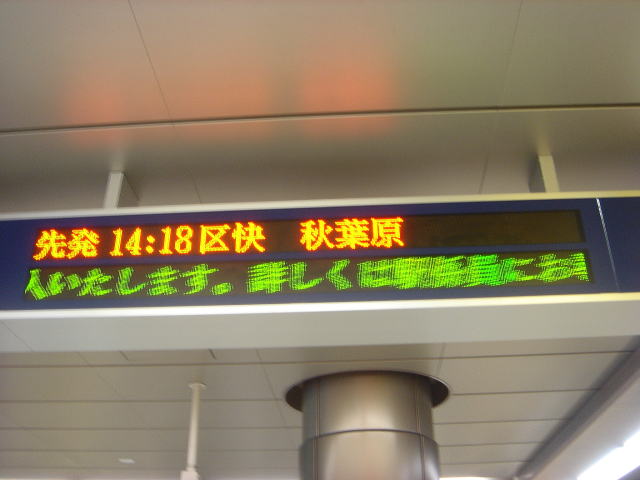 先発 14:18 区快 秋葉原
いたします。詳しくは駅係員にお